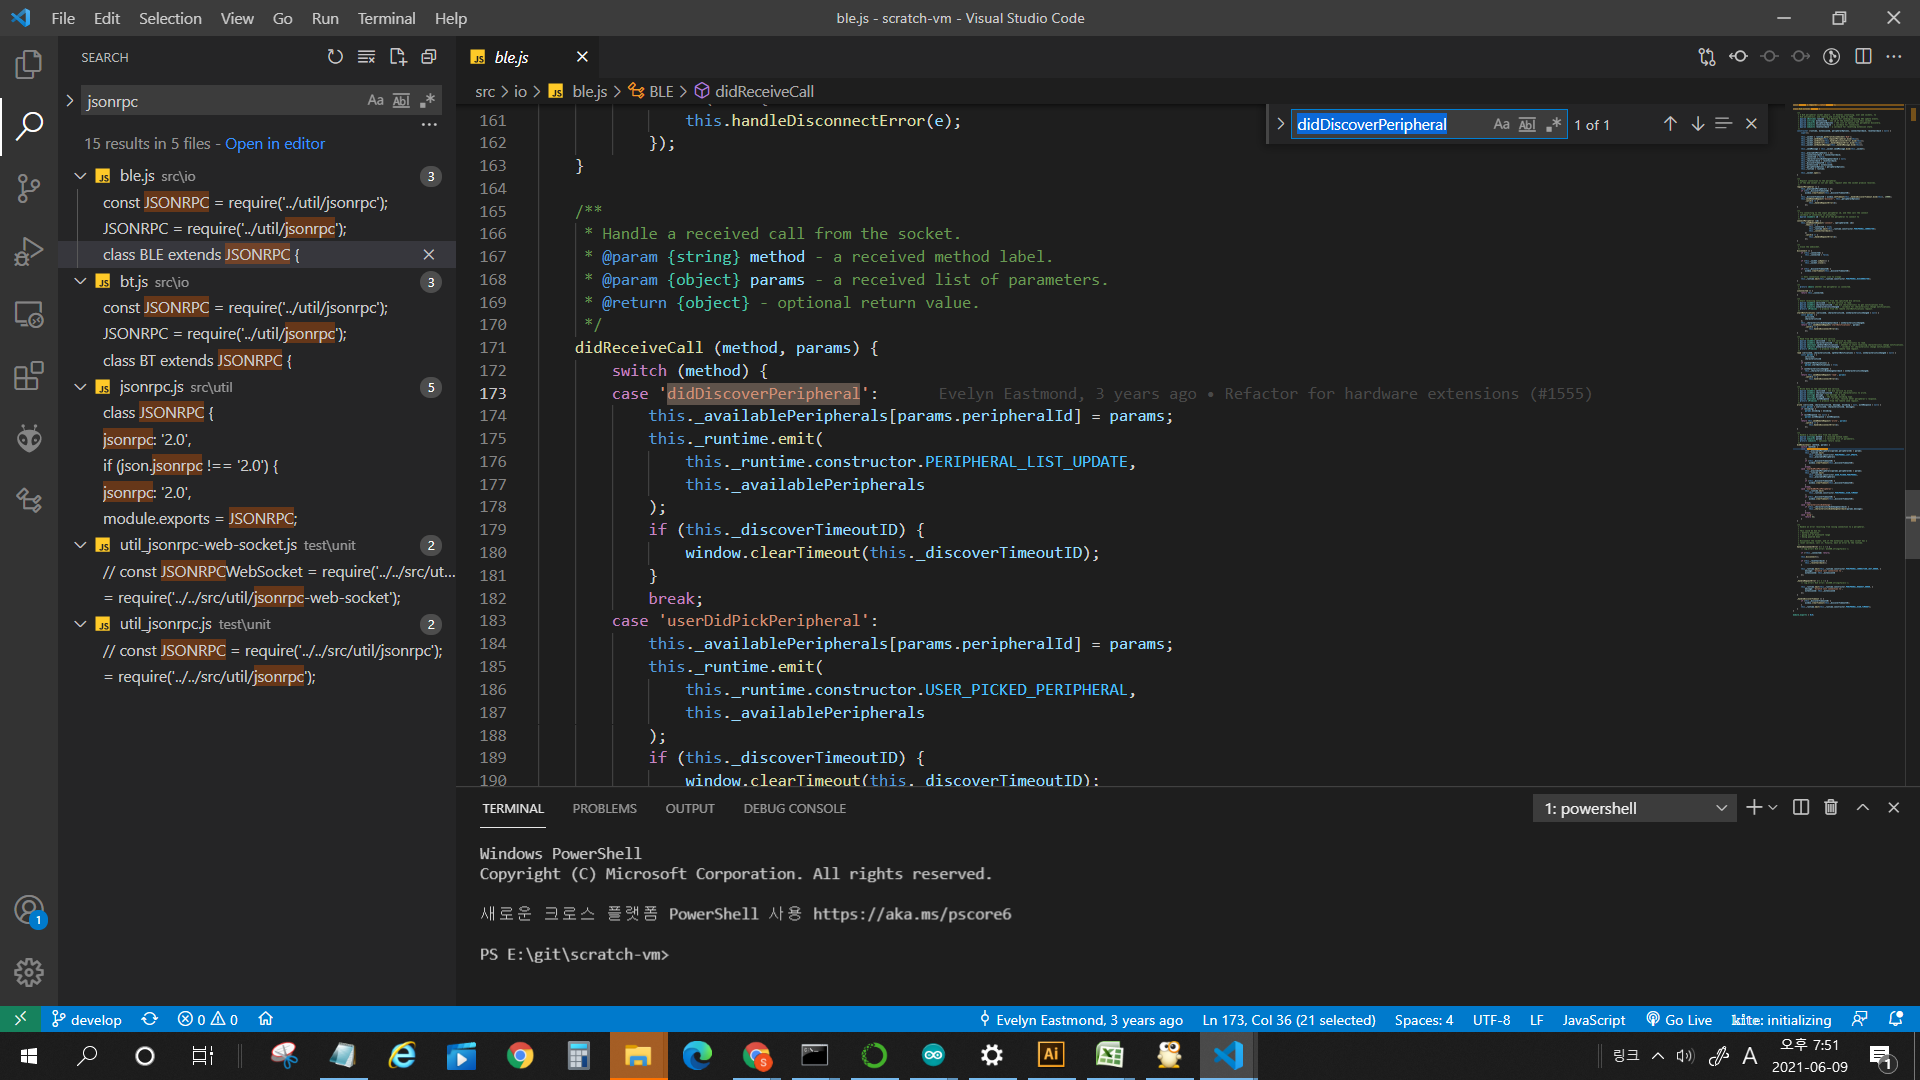 File Edit Selection View Go Run Terminal Help
ble.js - scratch-vm - Visual Studio Code
SEARCH
jsonrpc
Aa Abl .*
15 results in 5 files - Open in editor
ble.js src\io 3
const JSONRPC = require('../util/jsonrpc');
JSONRPC = require('../util/jsonrpc');
class BLE extends JSONRPC {
bt.js src\io 3
const JSONRPC = require('../util/jsonrpc');
JSONRPC = require('../util/jsonrpc');
class BT extends JSONRPC {
jsonrpc.js src\util 5
class JSONRPC {
jsonrpc: '2.0',
if (json.jsonrpc !== '2.0') {
jsonrpc: '2.0',
module.exports = JSONRPC;
util_jsonrpc-web-socket.js test\unit 2
// const JSONRPCWebSocket = require('../../src/ut...
= require('../../src/util/jsonrpc-web-socket');
util_jsonrpc.js test\unit 2
// const JSONRPC = require('../../src/util/jsonrpc');
= require('../../src/util/jsonrpc');
1
JS ble.js
src > io > JS ble.js > BLE > didReceiveCall
didDiscoverPeripheral Aa Abl .* 1 of 1
161 this.handleDisconnectError(e);
162 });
163 }
164
165 /**
166 * Handle a received call from the socket.
167 * @param {string} method - a received method label.
168 * @param {object} params - a received list of parameters.
169 * @return {object} - optional return value.
170 */
171 didReceiveCall (method, params) {
172 switch (method) {
173 case 'didDiscoverPeripheral': Evelyn Eastmond, 3 years ago • Refactor for hardware extensions (#1555)
174 this._availablePeripherals[params.peripheralId] = params;
175 this._runtime.emit(
176 this._runtime.constructor.PERIPHERAL_LIST_UPDATE,
177 this._availablePeripherals
178 );
179 if (this._discoverTimeoutID) {
180 window.clearTimeout(this._discoverTimeoutID);
181 }
182 break;
183 case 'userDidPickPeripheral':
184 this._availablePeripherals[params.peripheralId] = params;
185 this._runtime.emit(
186 this._runtime.constructor.USER_PICKED_PERIPHERAL,
187 this._availablePeripherals
188 );
189 if (this._discoverTimeoutID) {
190 window.clearTimeout(this._discoverTimeoutID);
TERMINAL PROBLEMS OUTPUT DEBUG CONSOLE
1: powershell
Windows PowerShell
Copyright (C) Microsoft Corporation. All rights reserved.
새로운 크로스 플랫폼 PowerShell 사용 https://aka.ms/pscore6
PS E:\git\scratch-vm>
develop 0 0
Evelyn Eastmond, 3 years ago Ln 173, Col 36 (21 selected) Spaces: 4 UTF-8 LF JavaScript Go Live kite: initializing
Ai
링크
A
오후 7:51
2021-06-09
1